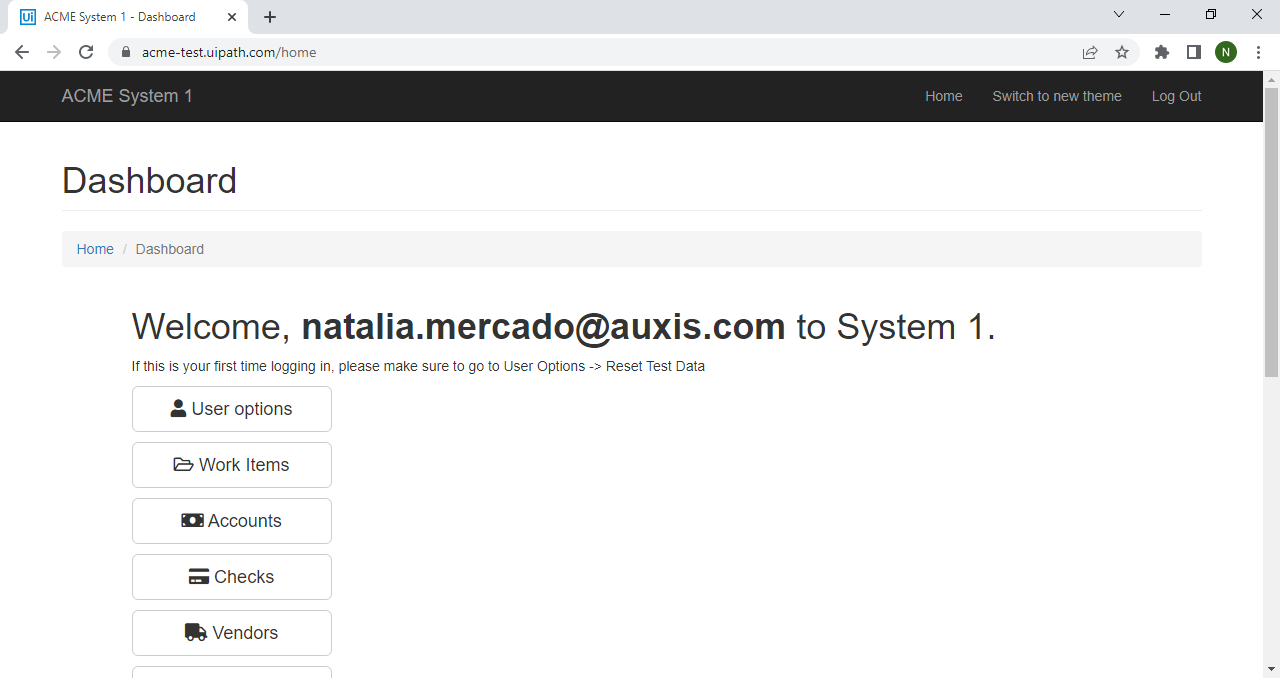 Ui ACME System 1 - Dashboard
acme-test.uipath.com/home
N
ACME System 1 Home Switch to new theme Log Out
Dashboard
Home / Dashboard
Welcome, natalia.mercado@auxis.com to System 1.
If this is your first time logging in, please make sure to go to User Options -> Reset Test Data
User options
Work Items
Accounts
Checks
Vendors